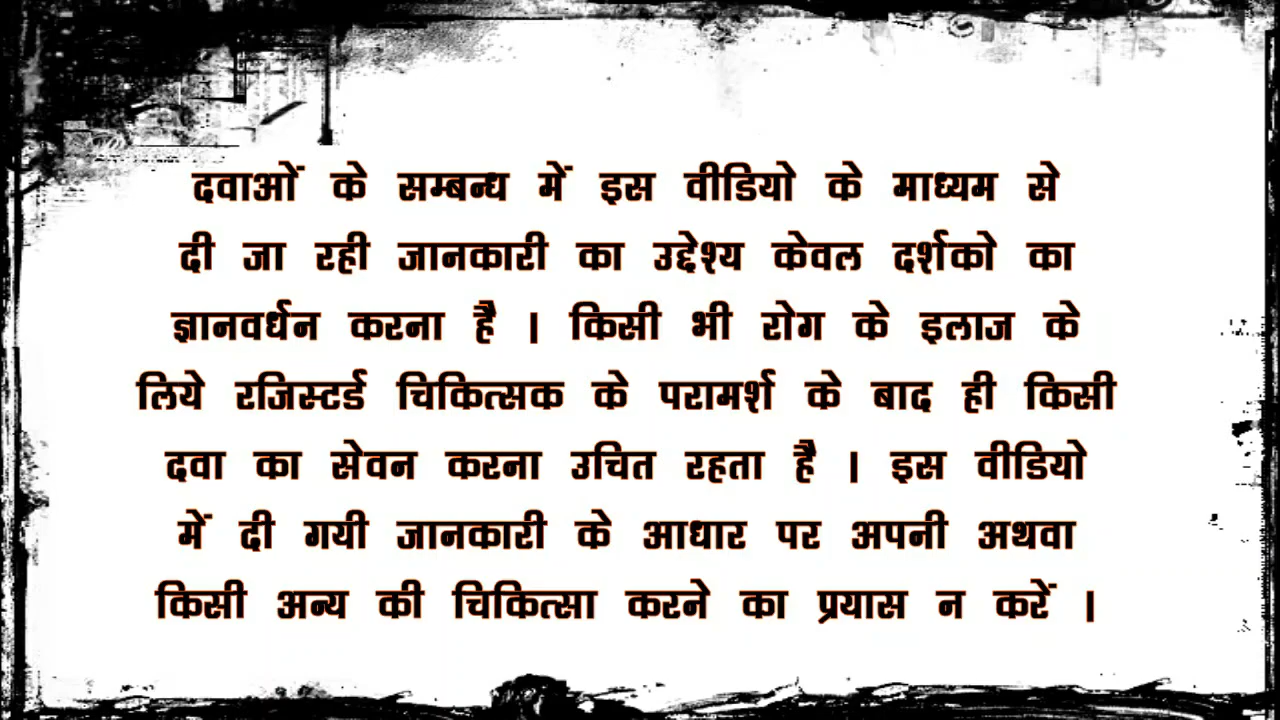 दवाओं के सम्बन्ध में इस वीडियो के माध्यम से
दी जा रही जानकारी का उद्देश्य केवल दर्शको का
ज्ञानवर्धन करना है । किसी भी रोग के इलाज के
लिये रजिस्टर्ड चिकित्सक के परामर्श के बाद ही किसी
दवा का सेवन करना उचित रहता है । इस वीडियो
में दी गयी जानकारी के आधार पर अपनी अथवा
किसी अन्य की चिकित्सा करने का प्रयास न करें ।